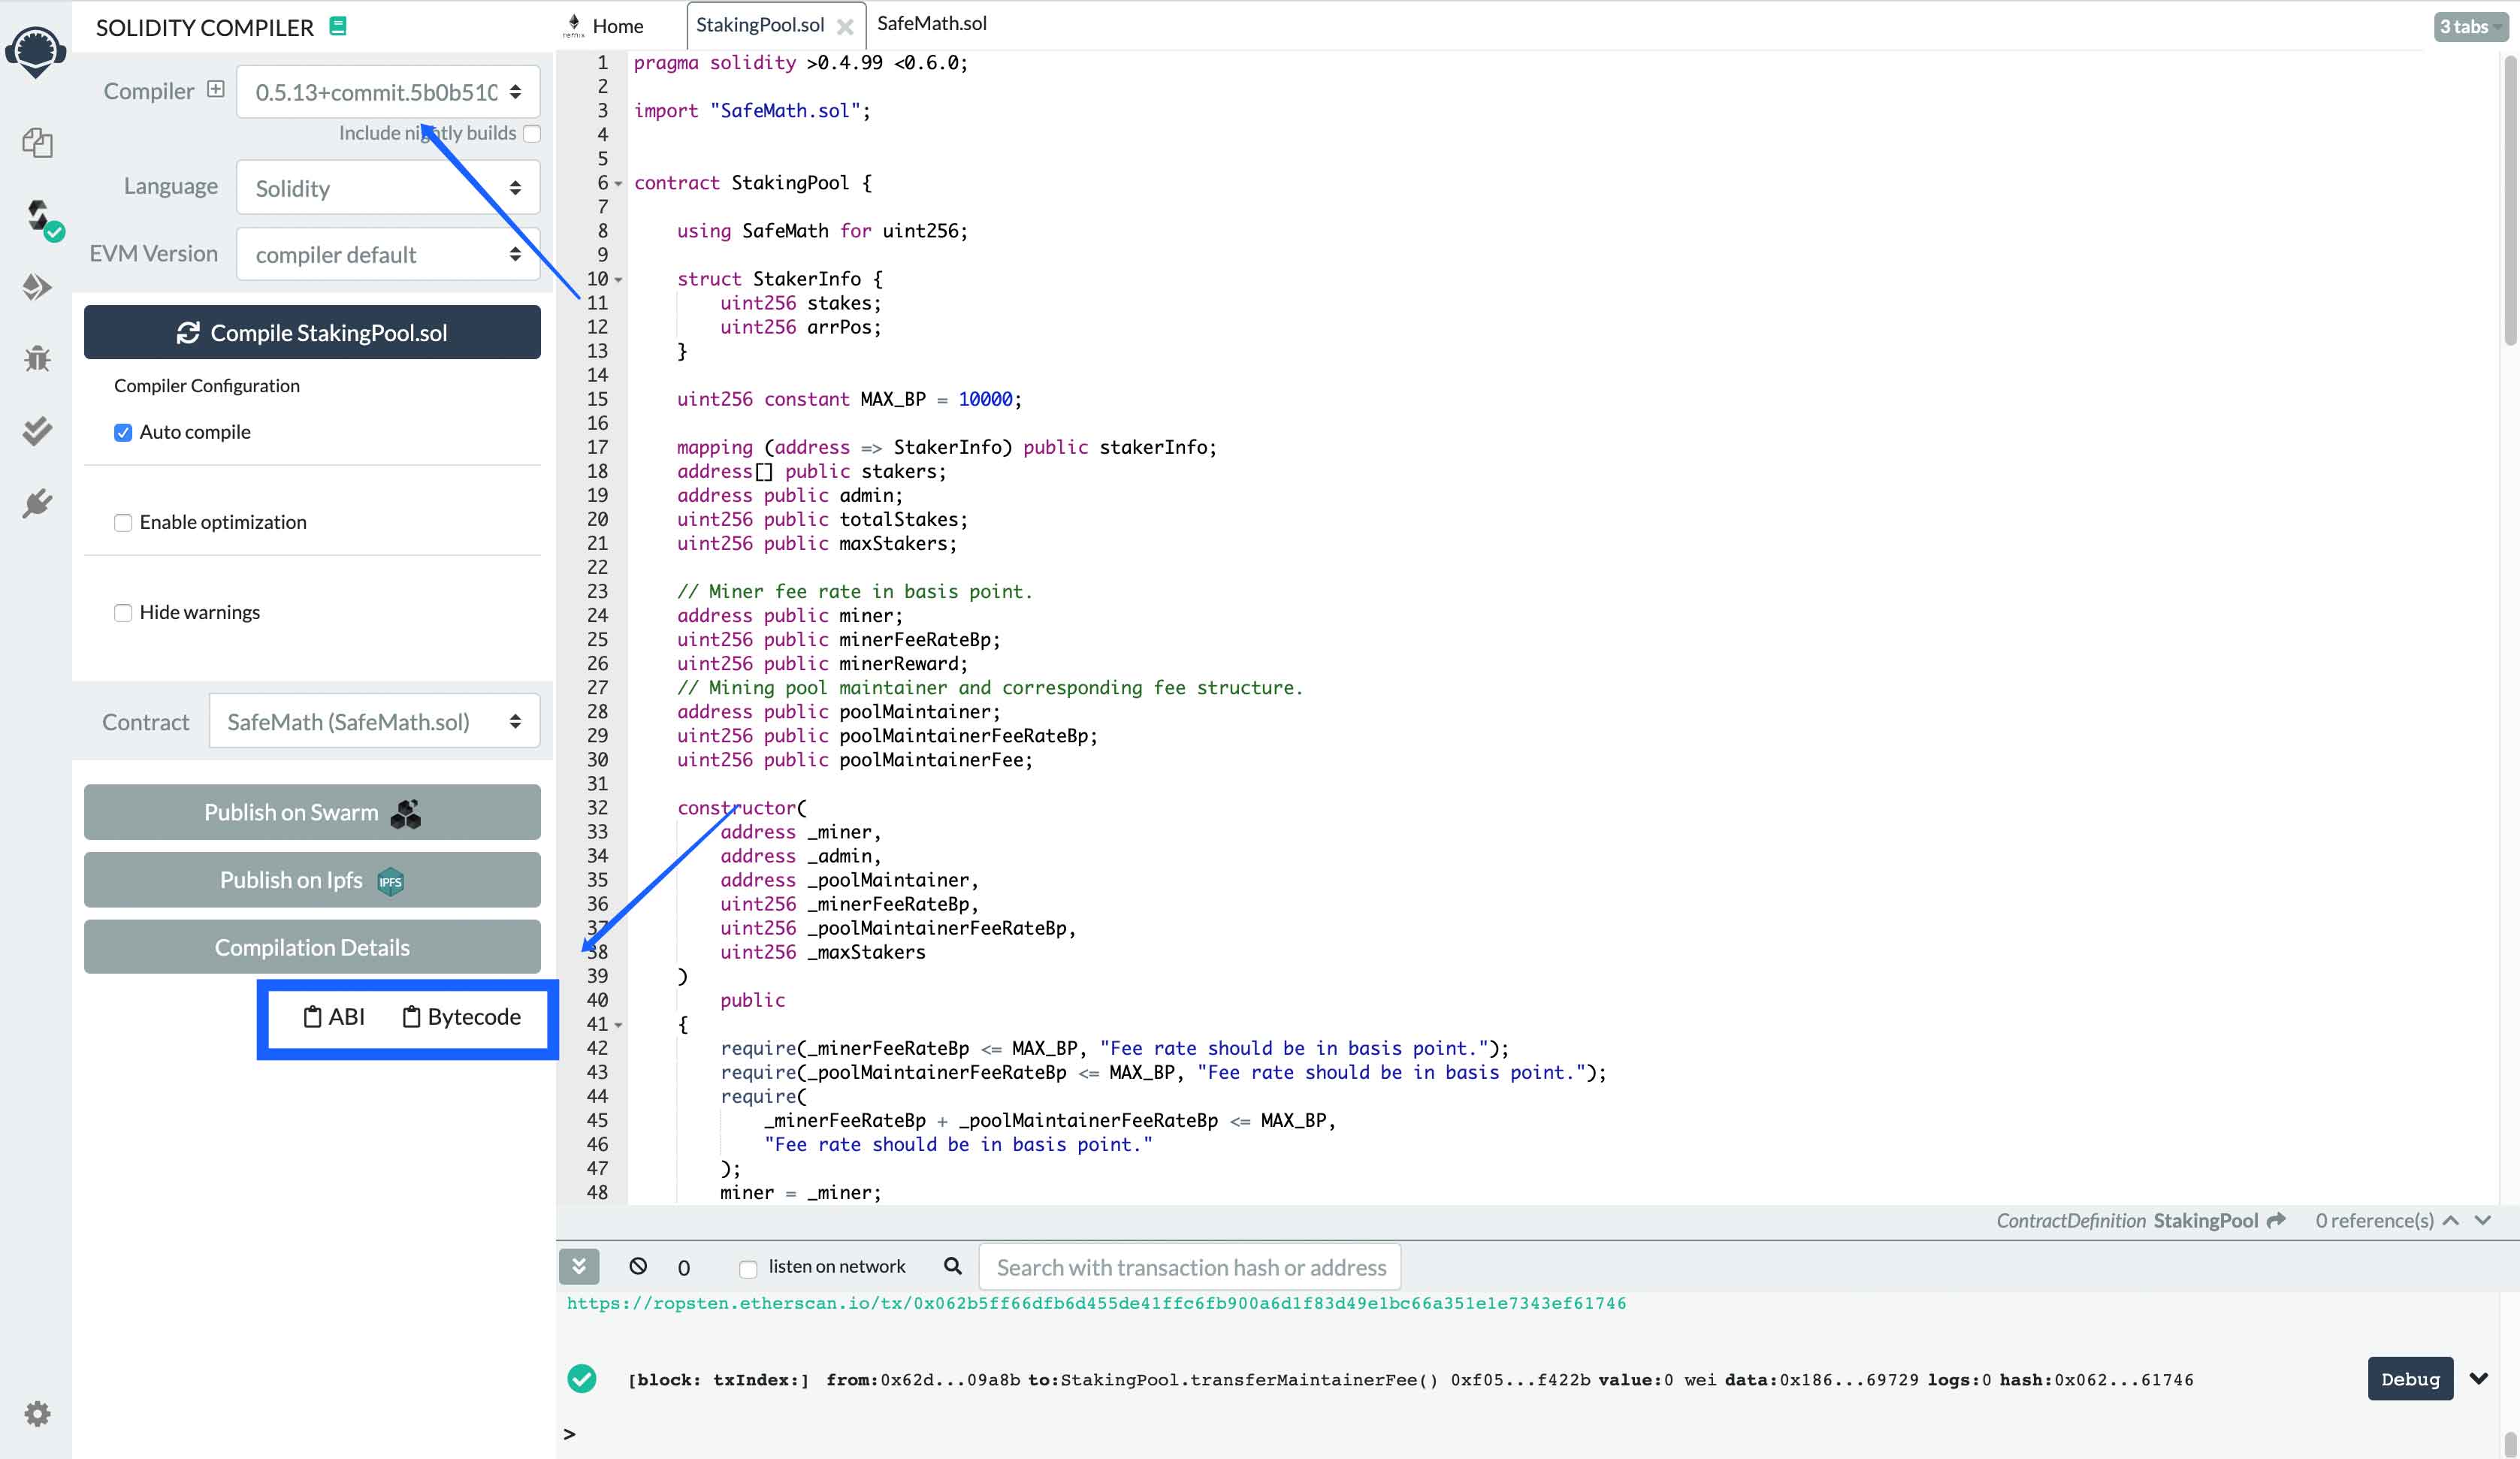 SOLIDITY COMPILER
Compiler
0.5.13+commit.5b0b51C
Include nightly builds
Language
Solidity
EVM Version
compiler default
Compile StakingPool.sol
Compiler Configuration
Auto compile
Enable optimization
Hide warnings
Contract
SafeMath (SafeMath.sol)
Publish on Swarm
Publish on Ipfs IPFS
Compilation Details
ABI Bytecode
remix Home StakingPool.sol SafeMath.sol 3 tabs
1 pragma solidity >0.4.99 <0.6.0;
2
3 import "SafeMath.sol";
4
5
6 contract StakingPool {
7
8 using SafeMath for uint256;
9
10 struct StakerInfo {
11 uint256 stakes;
12 uint256 arrPos;
13 }
14
15 uint256 constant MAX_BP = 10000;
16
17 mapping (address => StakerInfo) public stakerInfo;
18 address[] public stakers;
19 address public admin;
20 uint256 public totalStakes;
21 uint256 public maxStakers;
22
23 // Miner fee rate in basis point.
24 address public miner;
25 uint256 public minerFeeRateBp;
26 uint256 public minerReward;
27 // Mining pool maintainer and corresponding fee structure.
28 address public poolMaintainer;
29 uint256 public poolMaintainerFeeRateBp;
30 uint256 public poolMaintainerFee;
31
32 constructor(
33 address _miner,
34 address _admin,
35 address _poolMaintainer,
36 uint256 _minerFeeRateBp,
37 uint256 _poolMaintainerFeeRateBp,
38 uint256 _maxStakers
39 )
40 public
41 {
42 require(_minerFeeRateBp <= MAX_BP, "Fee rate should be in basis point.");
43 require(_poolMaintainerFeeRateBp <= MAX_BP, "Fee rate should be in basis point.");
44 require(
45 _minerFeeRateBp + _poolMaintainerFeeRateBp <= MAX_BP,
46 "Fee rate should be in basis point."
47 );
48 miner = _miner;
ContractDefinition StakingPool 0 reference(s)
0 listen on network Search with transaction hash or address
https://ropsten.etherscan.io/tx/0x062b5ff66dfb6d455de41ffc6fb900a6d1f83d49e1bc66a351e1e7343ef61746
[block: txIndex:] from:0x62d...09a8b to:StakingPool.transferMaintainerFee() 0xf05...f422b value:0 wei data:0x186...69729 logs:0 hash:0x062...61746 Debug
>